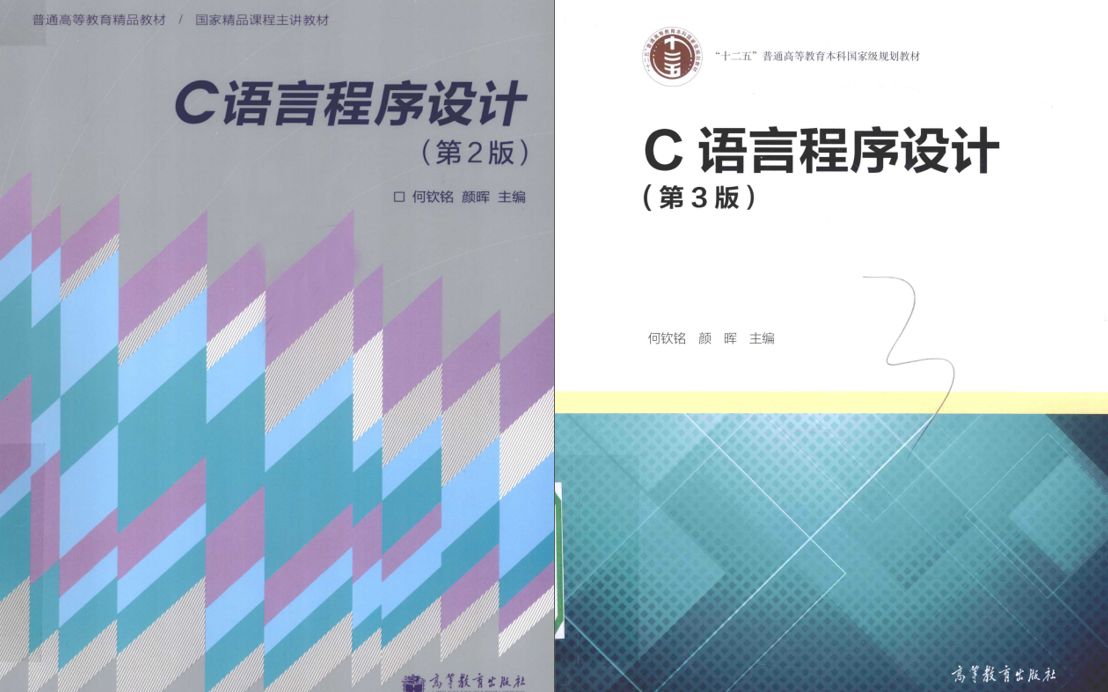 普通高等教育精品教材 / 国家精品课程主讲教材
C语言程序设计
（第2版）
□ 何钦铭 颜晖 主编
高等教育出版社
“十二五”普通高等教育本科国家级规划教材
C 语言程序设计
（第 3 版）
何钦铭 颜 晖 主编
高等教育出版社